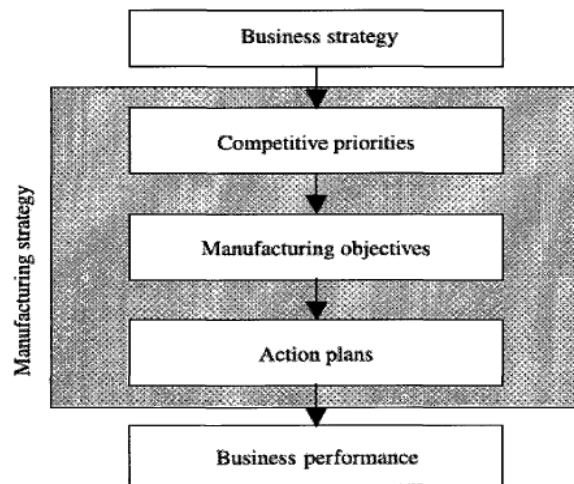 Business strategy
Competitive priorities
Manufacturing objectives
Action plans
Business performance
Manufacturing strategy